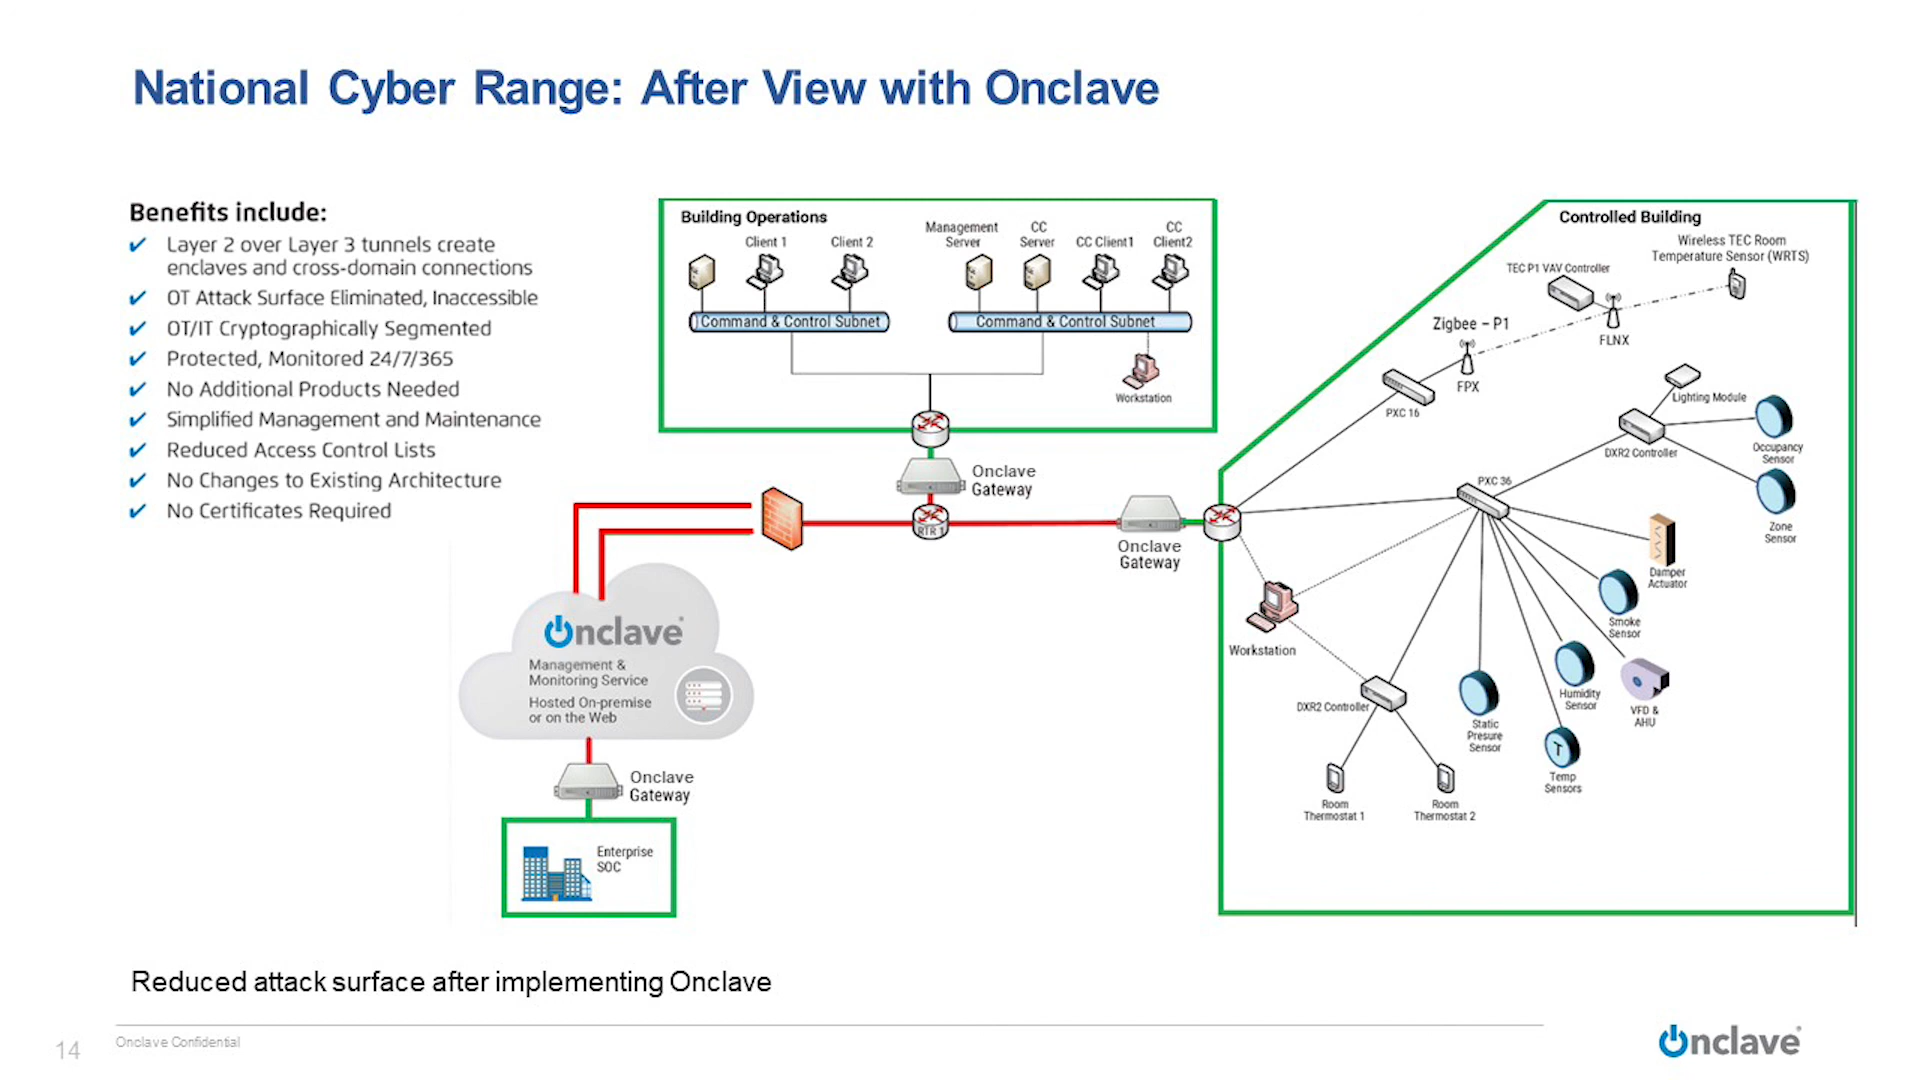 National Cyber Range: After View with Onclave
Benefits include:
Layer 2 over Layer 3 tunnels create
enclaves and cross-domain connections
OT Attack Surface Eliminated, Inaccessible
OT/IT Cryptographically Segmented
Protected, Monitored 24/7/365
No Additional Products Needed
Simplified Management and Maintenance
Reduced Access Control Lists
No Changes to Existing Architecture
No Certificates Required
Building Operations
Client 1
Client 2
Management
Server
CC
Server
CC Client1
CC
Client2
Command & Control Subnet
Command & Control Subnet
Workstation
Onclave
Gateway
RTR 1
Onclave
Gateway
Controlled Building
Wireless TEC Room
Temperature Sensor (WRTS)
TEC P1 VAV Controller
Zigbee – P1
FLNX
FPX
PXC 16
Lighting Module
DXR2 Controller
Occupancy
Sensor
PXC 36
Zone
Sensor
Damper
Actuator
Smoke
Sensor
Workstation
Humidity
Sensor
VFD &
AHU
DXR2 Controller
Static
Presure
Sensor
T
Temp
Sensors
Room
Thermostat 1
Room
Thermostat 2
Onclave®
Management &
Monitoring Service
Hosted On-premise
or on the Web
Onclave
Gateway
Enterprise
SOC
Reduced attack surface after implementing Onclave
14
Onclave Confidential
Onclave®